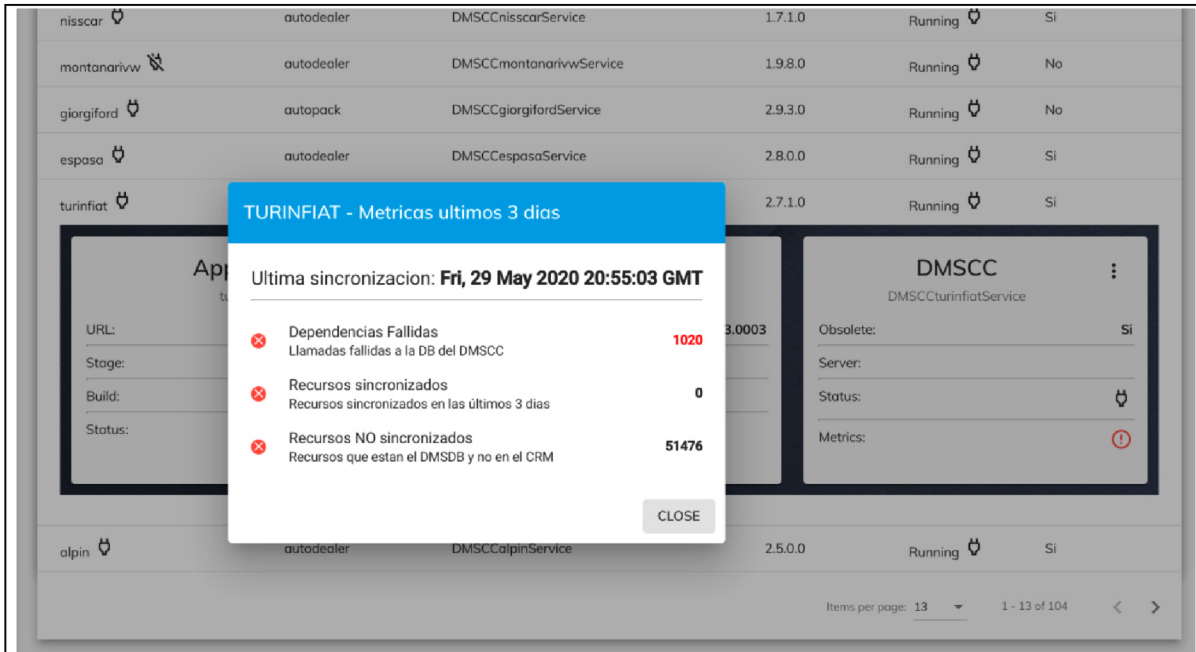 nisscar autodealer DMSCCnisscarService 1.7.1.0 Running Si
montanarivw autodealer DMSCCmontanarivwService 1.9.8.0 Running No
giorgiford autopack DMSCCgiorgifordService 2.9.3.0 Running No
espasa autodealer DMSCCespasaService 2.8.0.0 Running Si
turinfiat 2.7.1.0 Running Si
TURINFIAT - Metricas ultimos 3 dias
Ultima sincronizacion: Fri, 29 May 2020 20:55:03 GMT
Dependencias Fallidas 1020
Llamadas fallidas a la DB del DMSCC
Recursos sincronizados 0
Recursos sincronizados en las últimos 3 dias
Recursos NO sincronizados 51476
Recursos que estan el DMSDB y no en el CRM
CLOSE
URL:
Stage:
Build:
Status:
3.0003
DMSCC
DMSCCturinfiatService
Obsolete: Si
Server:
Status:
Metrics:
alpin autodealer DMSCCalpinService 2.5.0.0 Running Si
Items per page: 13 1 - 13 of 104